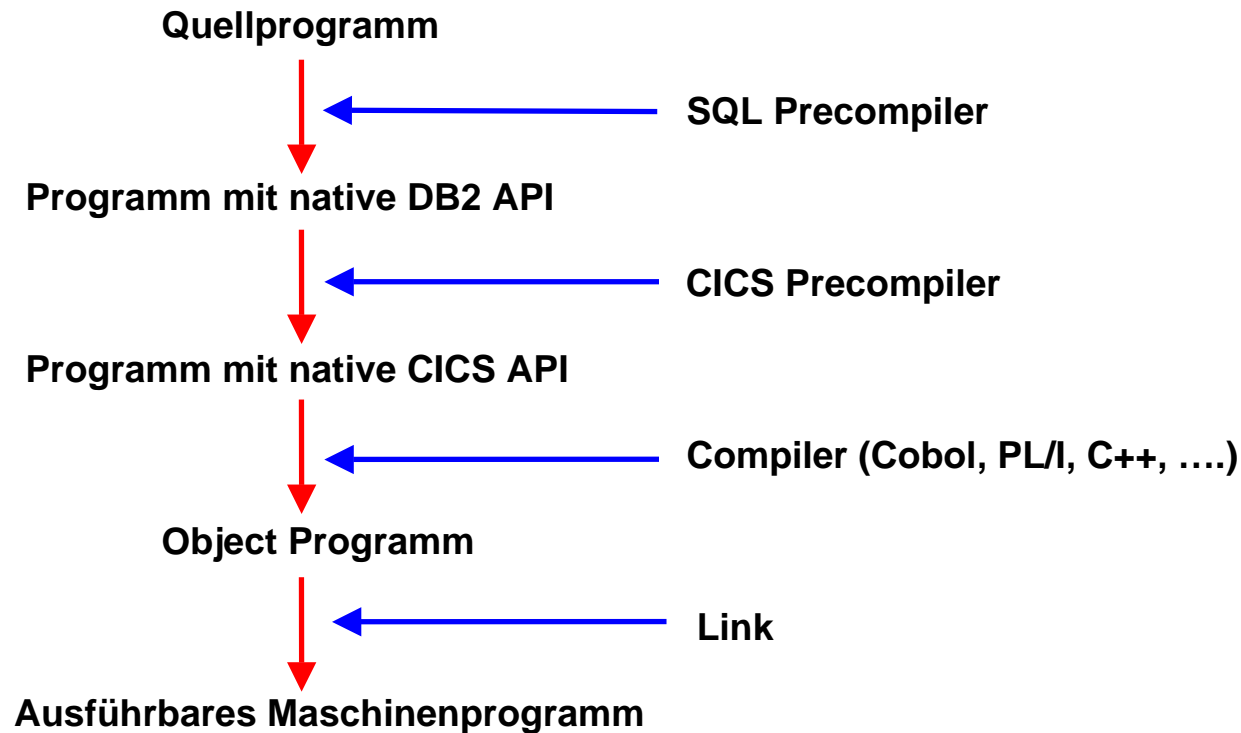 Quellprogramm
SQL Precompiler
Programm mit native DB2 API
CICS Precompiler
Programm mit native CICS API
Compiler (Cobol, PL/I, C++, ….)
Object Programm
Link
Ausführbares Maschinenprogramm